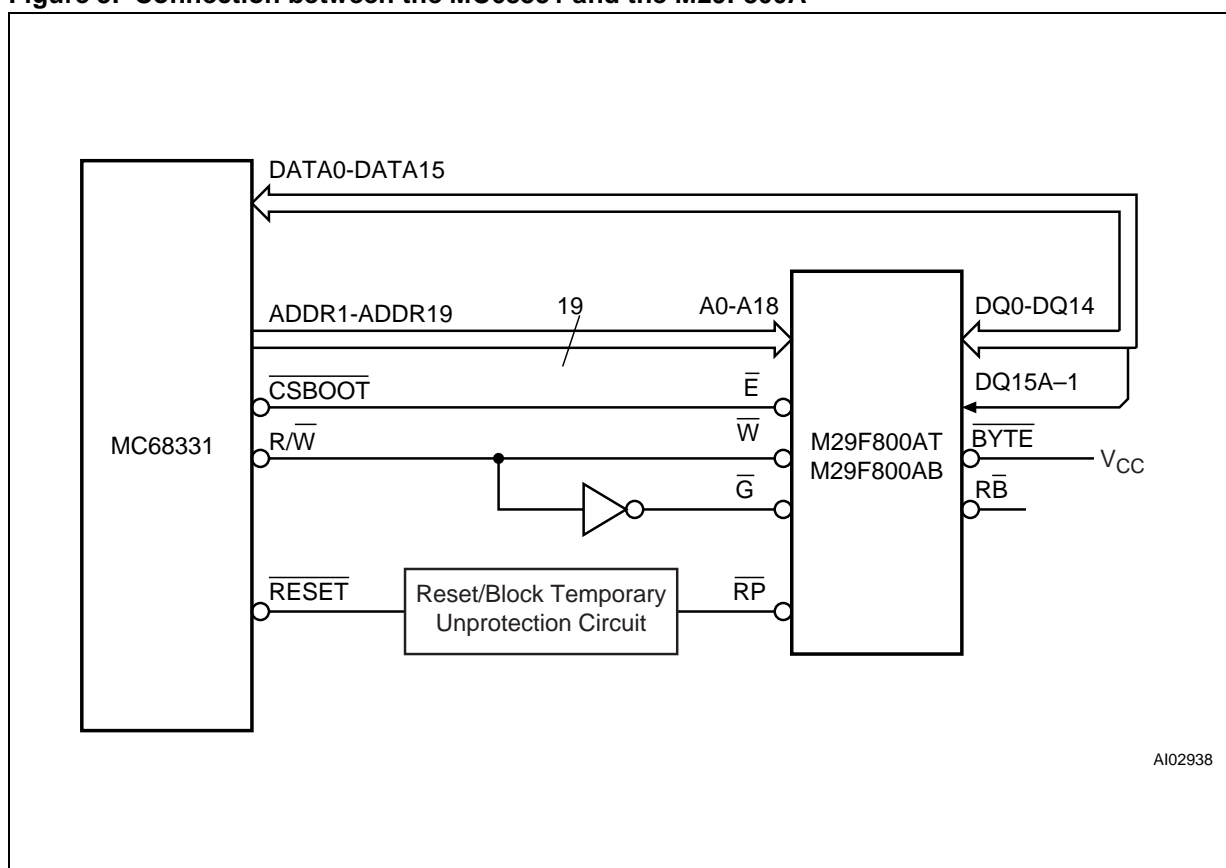 DATA0-DATA15
ADDR1-ADDR19
19
A0-A18
DQ0-DQ14
CSBOOT
E
DQ15A–1
MC68331
R/W
W
M29F800AT
M29F800AB
BYTE
VCC
G
RB
RESET
Reset/Block Temporary
Unprotection Circuit
RP
AI02938